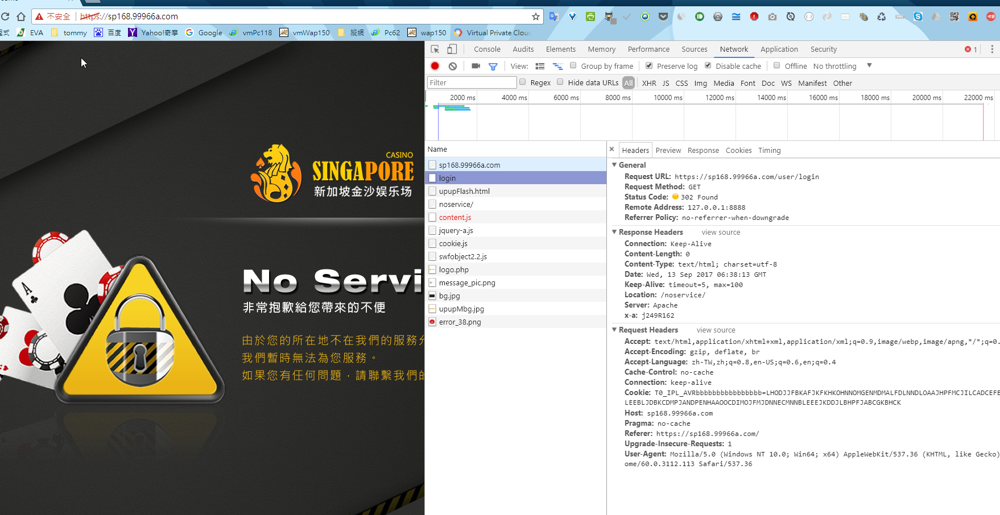 不安全 https://sp168.99966a.com
程式 EVA tommy 百度 Yahoo!奇摩 Google vmPc118 vmWap150 縱網 Pc62 wap150 Virtual Private Cloud
CASINO
SINGAPORE
新加坡金沙娱乐场
A
No Servi
非常抱歉給您帶來的不便
由於您的所在地不在我們的服務
我們暫時無法為您服務。
如果您有任何問題，請聯繫我們的
Console Audits Elements Memory Performance Sources Network Application Security 1
View: Group by frame Preserve log Disable cache Offline No throttling
Filter Regex Hide data URLs All XHR JS CSS Img Media Font Doc WS Manifest Other
2000 ms 4000 ms 6000 ms 8000 ms 10000 ms 12000 ms 14000 ms 16000 ms 18000 ms 20000 ms 22000 ms
Name
sp168.99966a.com
login
upupFlash.html
noservice/
content.js
jquery-a.js
cookie.js
swfobject2.2.js
logo.php
message_pic.png
bg.jpg
upupMbg.jpg
error_38.png
Headers Preview Response Cookies Timing
General
Request URL: https://sp168.99966a.com/user/login
Request Method: GET
Status Code: 302 Found
Remote Address: 127.0.0.1:8888
Referrer Policy: no-referrer-when-downgrade
Response Headers view source
Connection: Keep-Alive
Content-Length: 0
Content-Type: text/html; charset=utf-8
Date: Wed, 13 Sep 2017 06:38:13 GMT
Keep-Alive: timeout=5, max=100
Location: /noservice/
Server: Apache
x-a: j249R162
Request Headers view source
Accept: text/html,application/xhtml+xml,application/xml;q=0.9,image/webp,image/apng,*/*;q=0.
Accept-Encoding: gzip, deflate, br
Accept-Language: zh-TW,zh;q=0.8,en-US;q=0.6,en;q=0.4
Cache-Control: no-cache
Connection: keep-alive
Cookie: T0_IPL_AVRbbbbbbbbbbbbbbbb=LHODJJFBKAFJKFKHKOHNNOMGENMDMALFDLNNDLOAAJHPFMCJILCADCEFB
LEEBLJDBKCDMPJANDPENHAAOOCDIMOJFMJDNNECMNNBLEEEJKDDJLBHPFJABCGKBHCK
Host: sp168.99966a.com
Pragma: no-cache
Referer: https://sp168.99966a.com/
Upgrade-Insecure-Requests: 1
User-Agent: Mozilla/5.0 (Windows NT 10.0; Win64; x64) AppleWebKit/537.36 (KHTML, like Gecko)
ome/60.0.3112.113 Safari/537.36